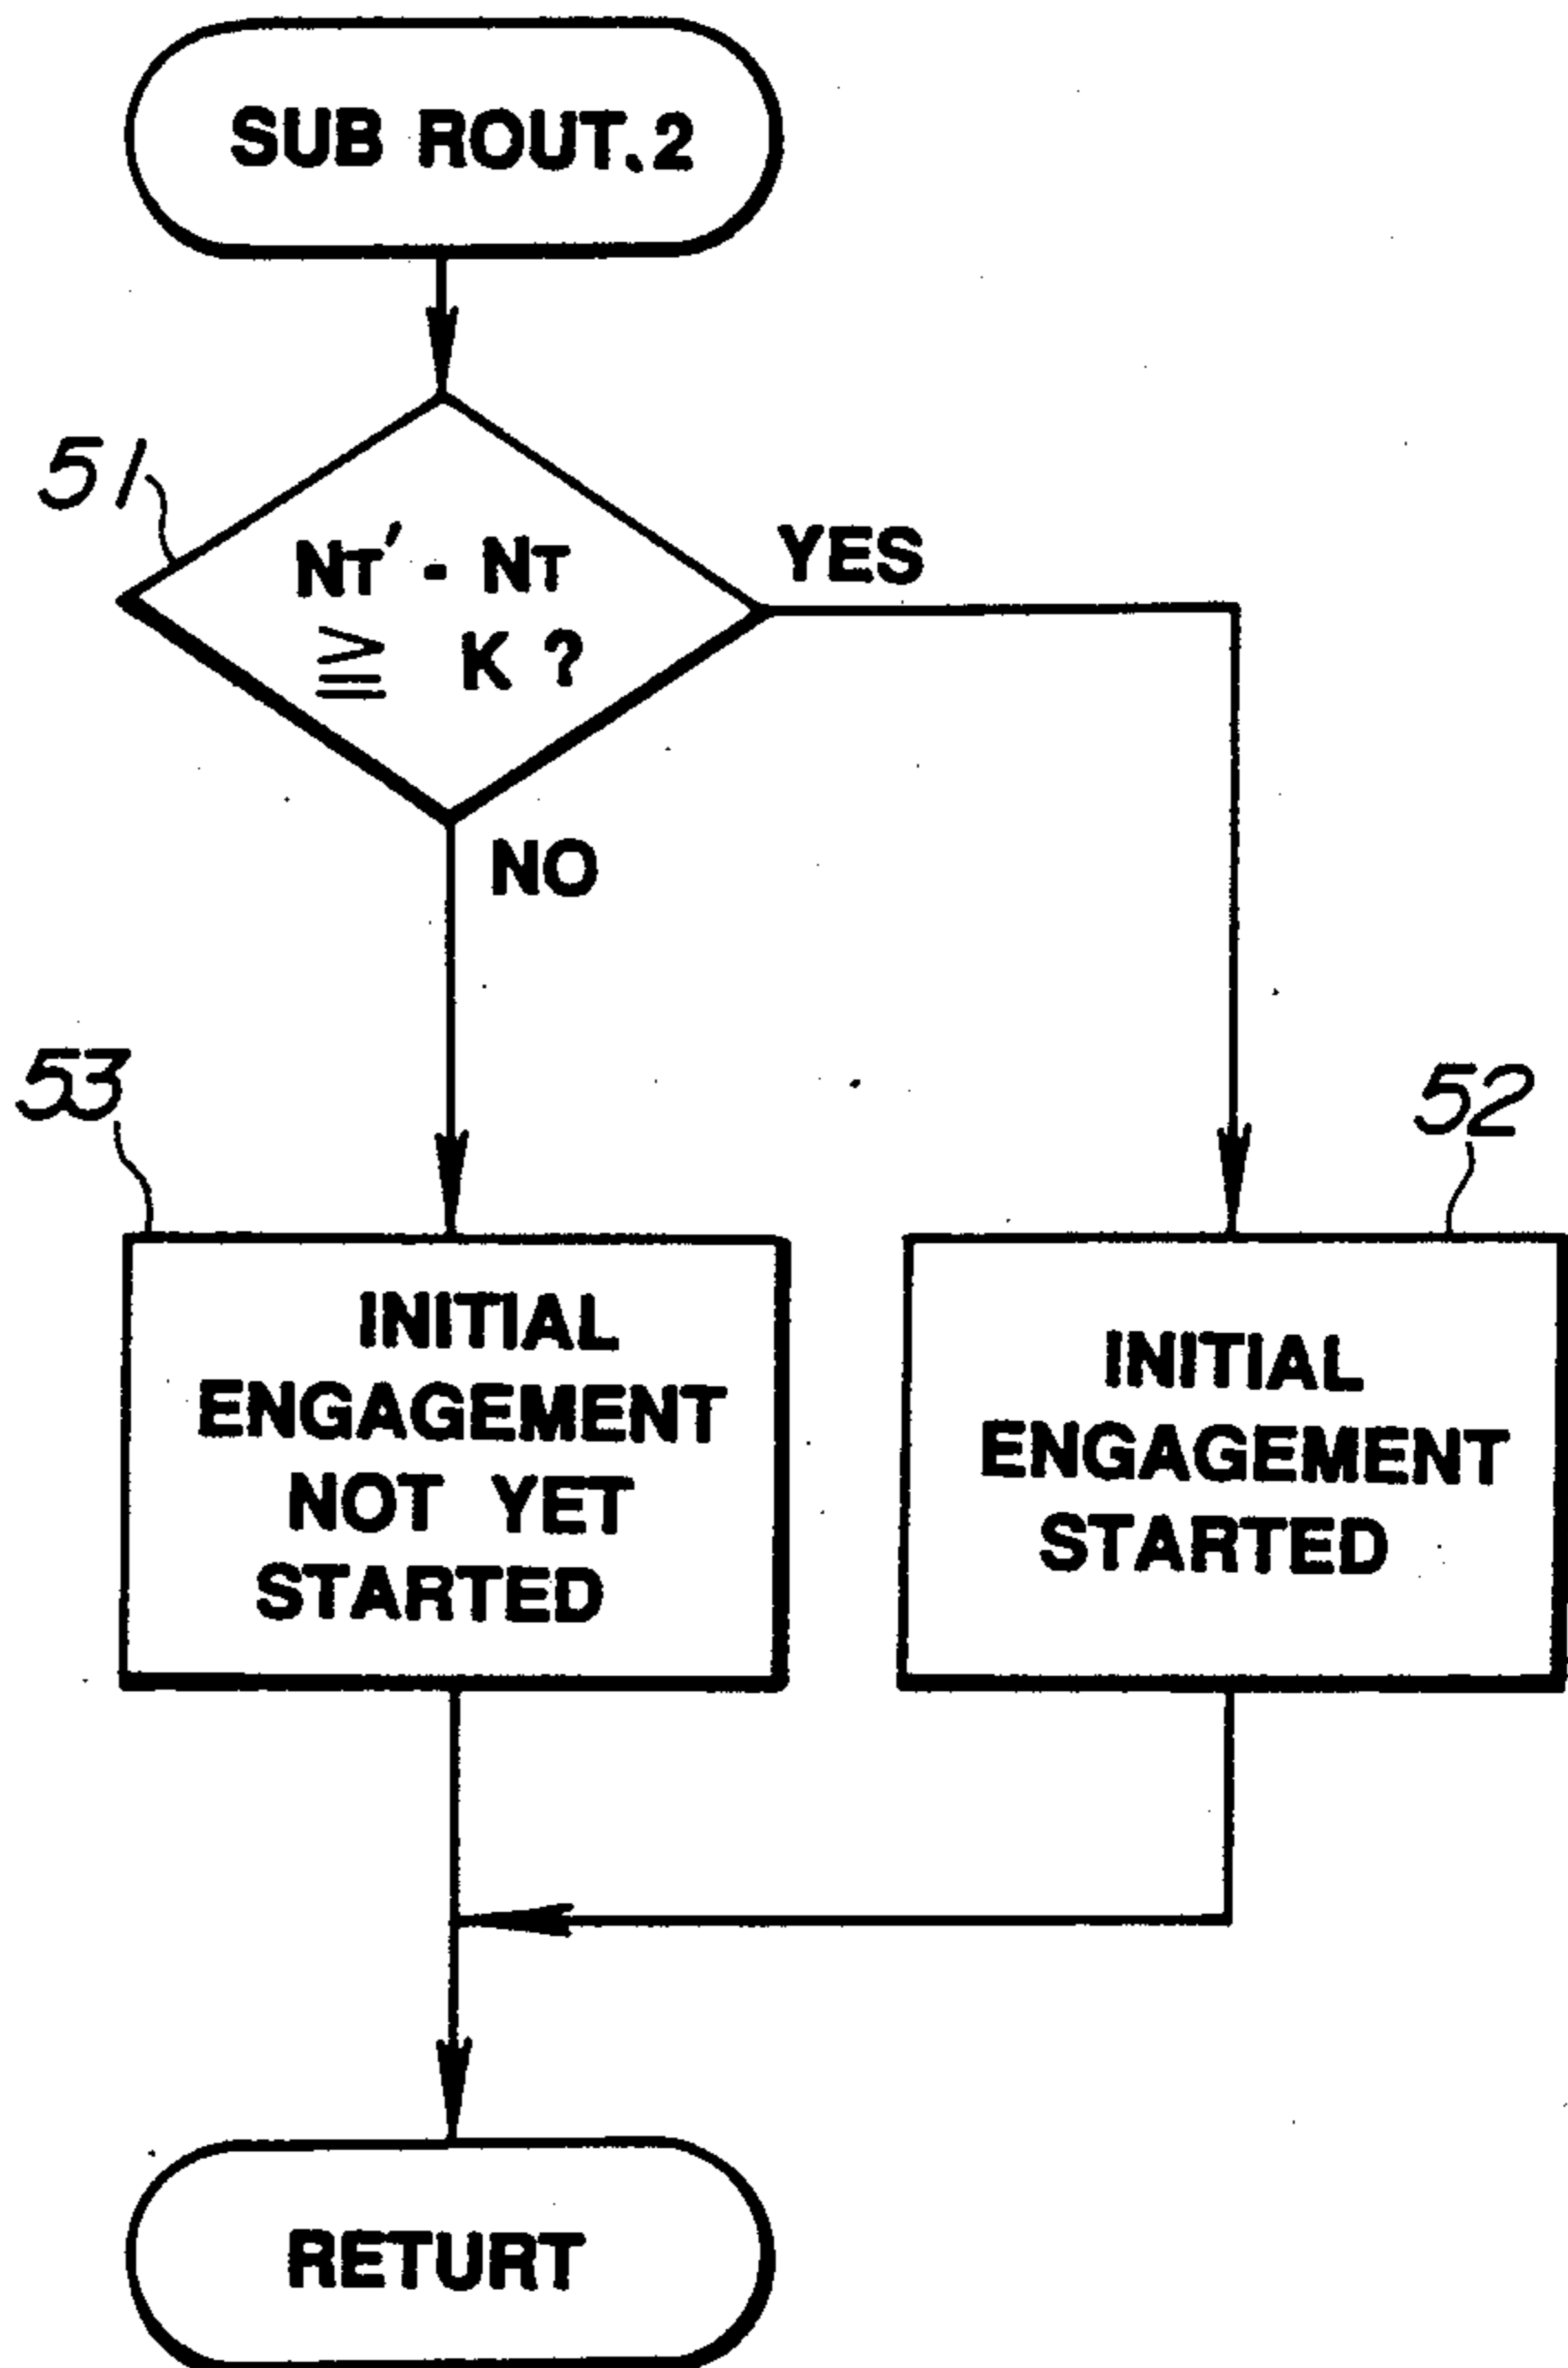 SUB ROUT.2
51
NT' - NT
≧ K ?
YES
NO
53
52
INITIAL
ENGAGEMENT
NOT YET
STARTED
INITIAL
ENGAGEMENT
STARTED
RETURT